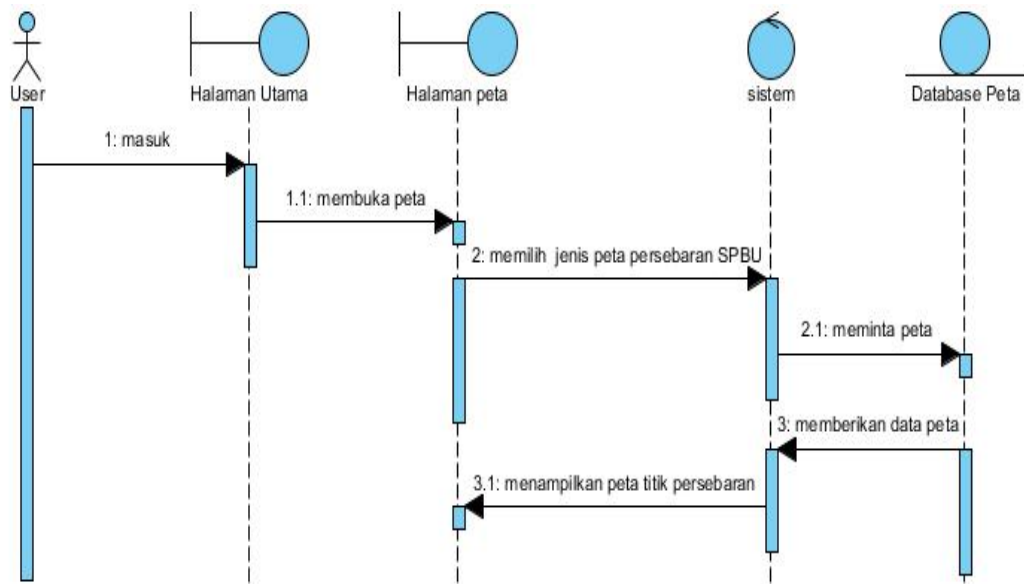 User
Halaman Utama
Halaman peta
sistem
Database Peta
1: masuk
1.1: membuka peta
2: memilih jenis peta persebaran SPBU
2.1: meminta peta
3: memberikan data peta
3.1: menampilkan peta titik persebaran